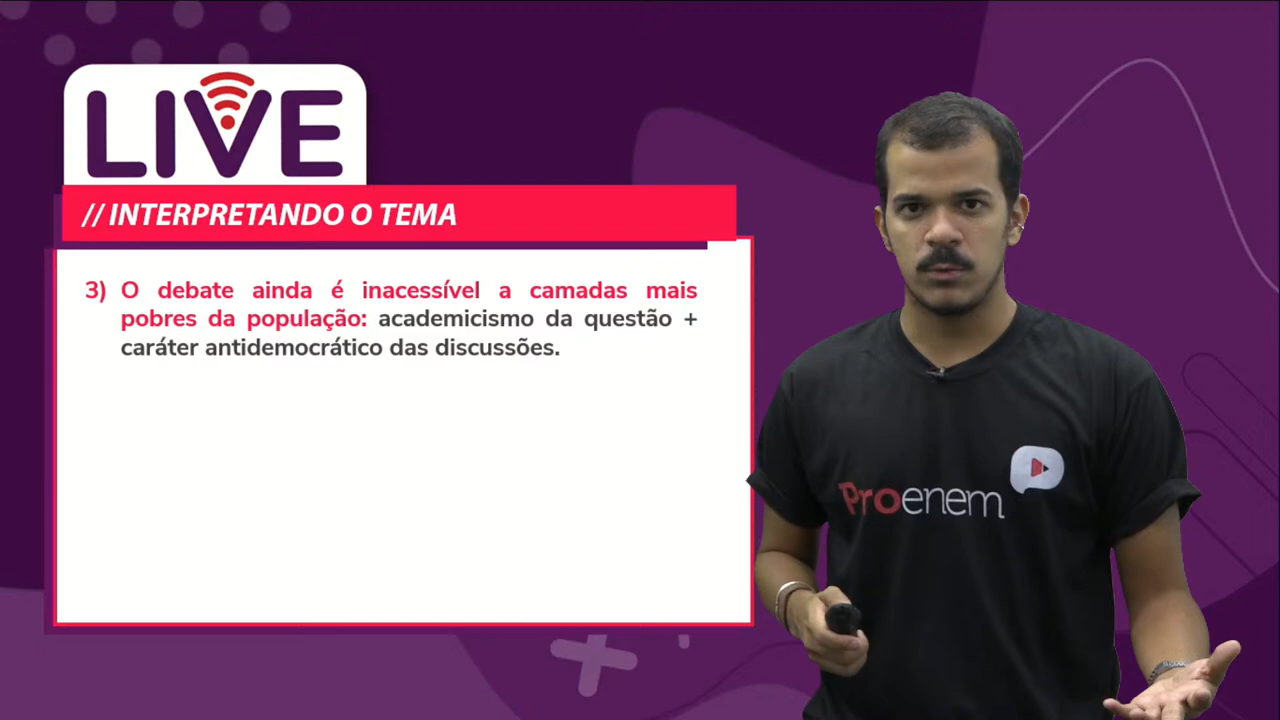 LIVE
// INTERPRETANDO O TEMA
3) O debate ainda é inacessível a camadas mais
pobres da população: academicismo da questão +
caráter antidemocrático das discussões.
Proenem